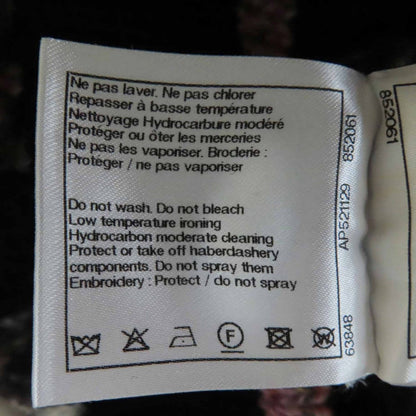 Ne pas laver. Ne pas chlorer
Repasser à basse température
Nettoyage Hydrocarbure modéré
Protéger ou ôter les merceries
Ne pas les vaporiser. Broderie :
Protéger / ne pas vaporiser
Do not wash. Do not bleach
Low temperature ironing
Hydrocarbon moderate cleaning
Protect or take off haberdashery
components. Do not spray them
Embroidery : Protect / do not spray
F
W
63848 AP521129 852061
852061